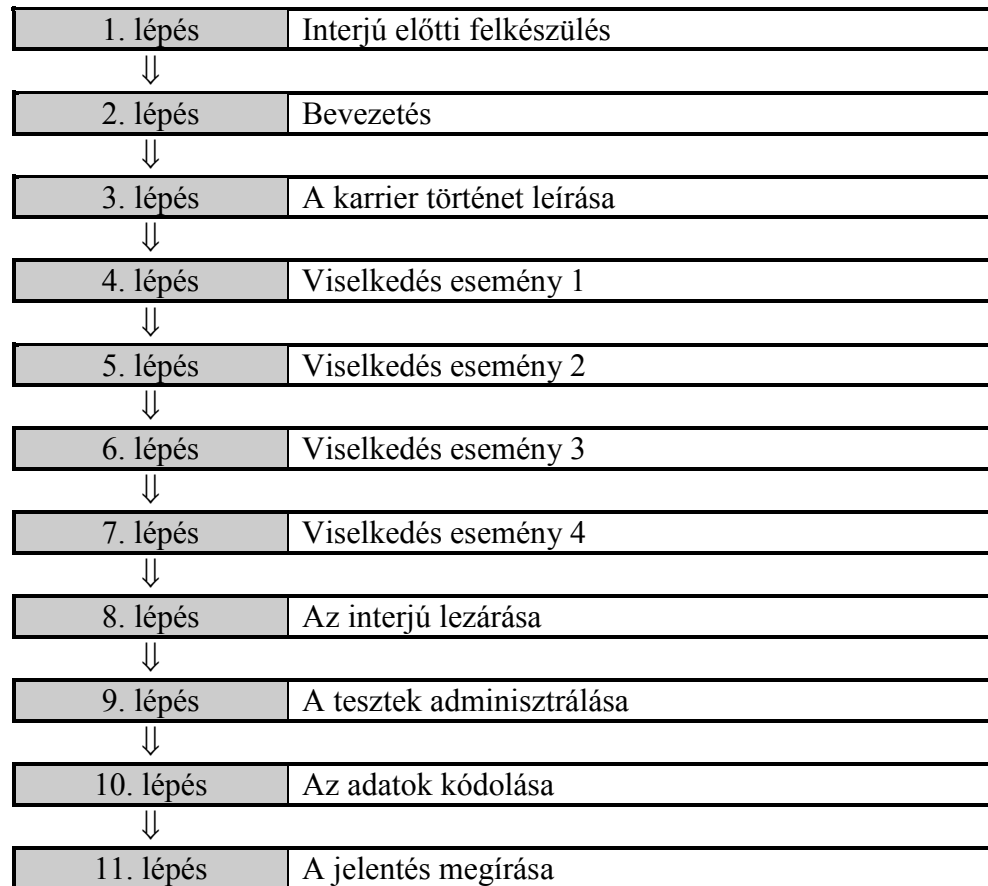 1. lépés Interjú előtti felkészülés
⇓
2. lépés Bevezetés
⇓
3. lépés A karrier történet leírása
⇓
4. lépés Viselkedés esemény 1
⇓
5. lépés Viselkedés esemény 2
⇓
6. lépés Viselkedés esemény 3
⇓
7. lépés Viselkedés esemény 4
⇓
8. lépés Az interjú lezárása
⇓
9. lépés A tesztek adminisztrálása
⇓
10. lépés Az adatok kódolása
⇓
11. lépés A jelentés megírása